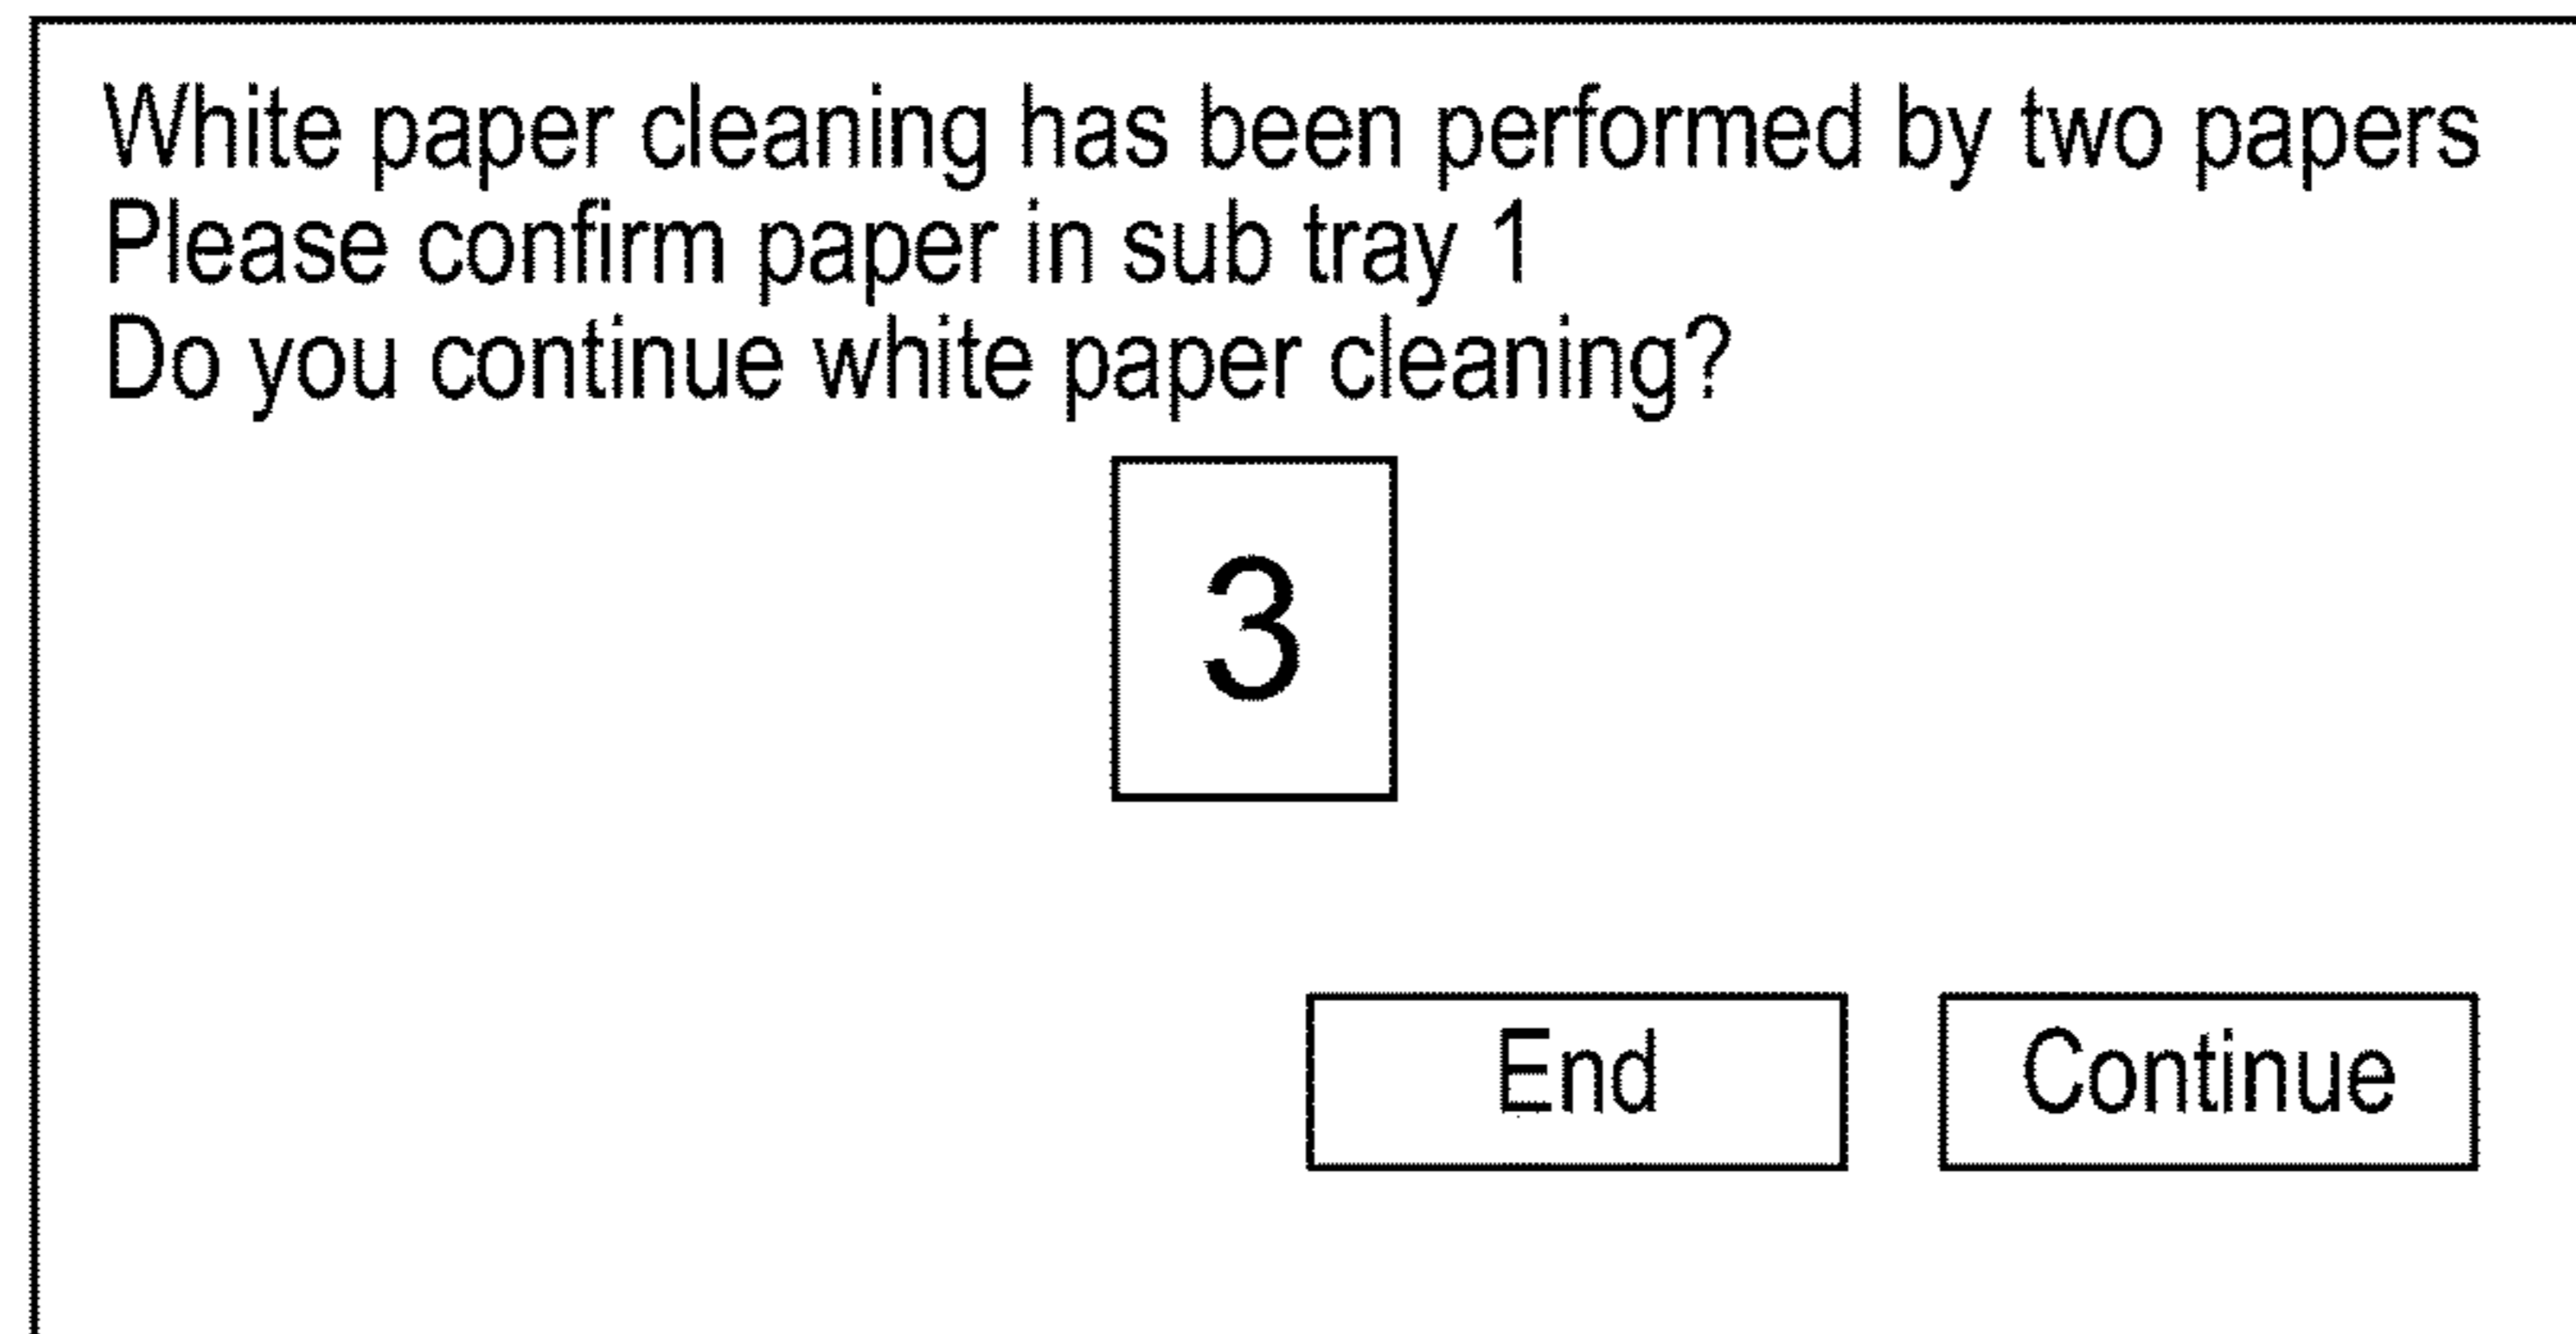 White paper cleaning has been performed by two papers
Please confirm paper in sub tray 1
Do you continue white paper cleaning?
3
End Continue